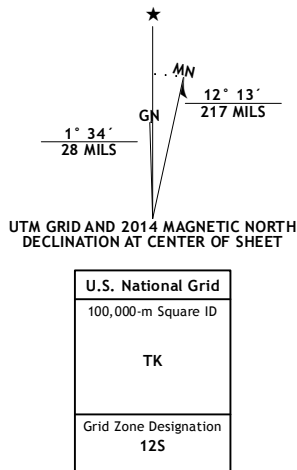 MN
GN
12° 13´
217 MILS
1° 34´
28 MILS
UTM GRID AND 2014 MAGNETIC NORTH
DECLINATION AT CENTER OF SHEET
U.S. National Grid
100,000-m Square ID
TK
Grid Zone Designation
12S